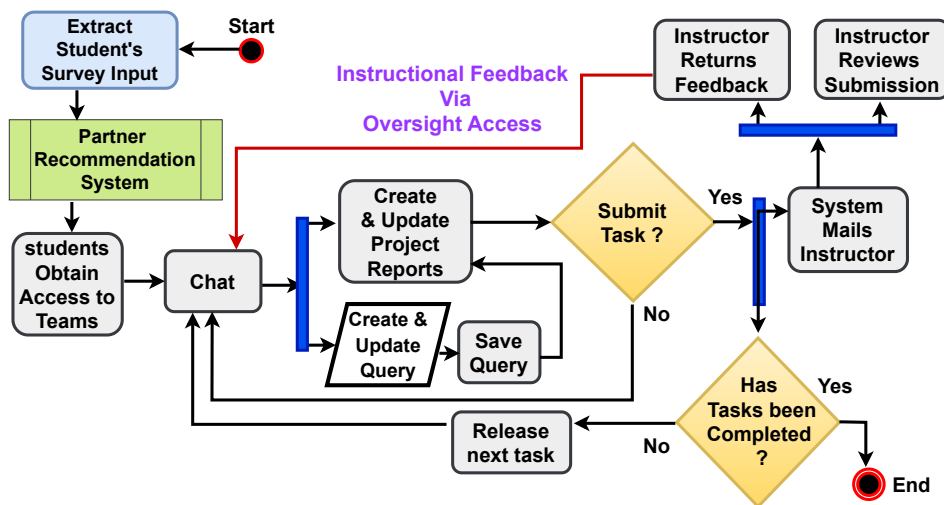 Extract
Student's
Survey Input
Start
Instructional Feedback
Via
Oversight Access
Instructor
Returns
Feedback
Instructor
Reviews
Submission
Partner
Recommendation
System
students
Obtain
Access to
Teams
Chat
Create
& Update
Project
Reports
Create &
Update
Query
Save
Query
Submit
Task ?
Yes
No
System
Mails
Instructor
Has
Tasks been
Completed
?
Yes
No
Release
next task
End